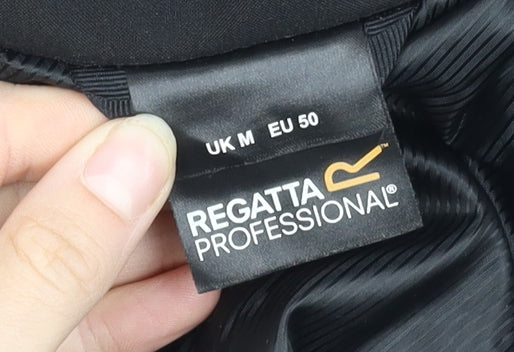 UK M EU 50
REGATTA
PROFESSIONAL®